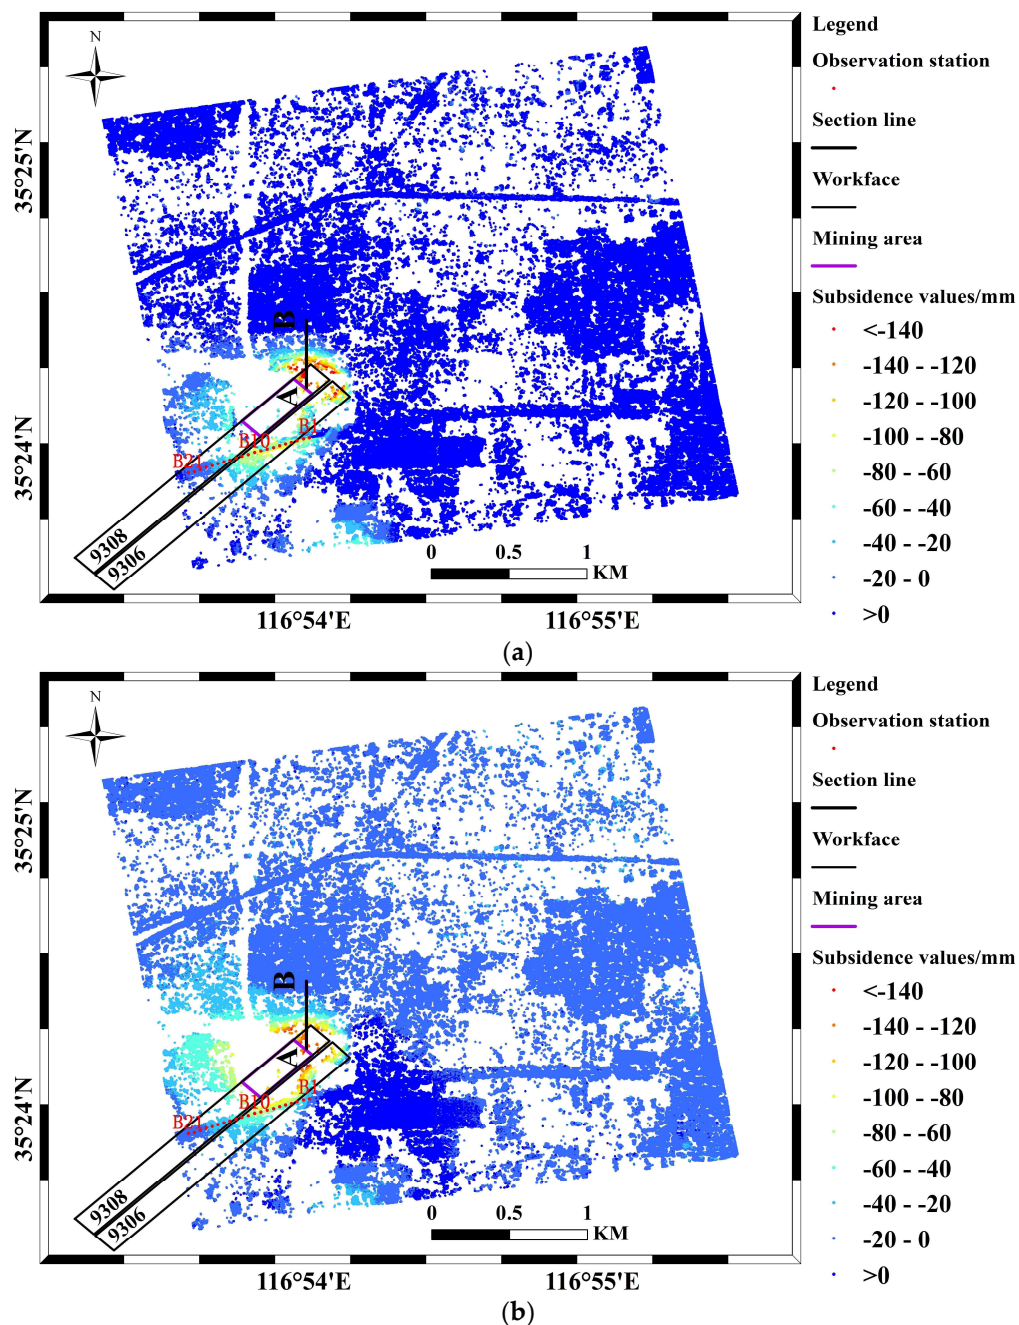 N
35°25'N
35°24'N
B
A
B1
B10
B21
9308
9306
0 0.5 1
KM
116°54'E 116°55'E
Legend
Observation station
Section line
Workface
Mining area
Subsidence values/mm
<-140
-140 - -120
-120 - -100
-100 - -80
-80 - -60
-60 - -40
-40 - -20
-20 - 0
>0
(a)
N
35°25'N
35°24'N
B
A
B1
B10
B21
9308
9306
0 0.5 1
KM
116°54'E 116°55'E
Legend
Observation station
Section line
Workface
Mining area
Subsidence values/mm
<-140
-140 - -120
-120 - -100
-100 - -80
-80 - -60
-60 - -40
-40 - -20
-20 - 0
>0
(b)